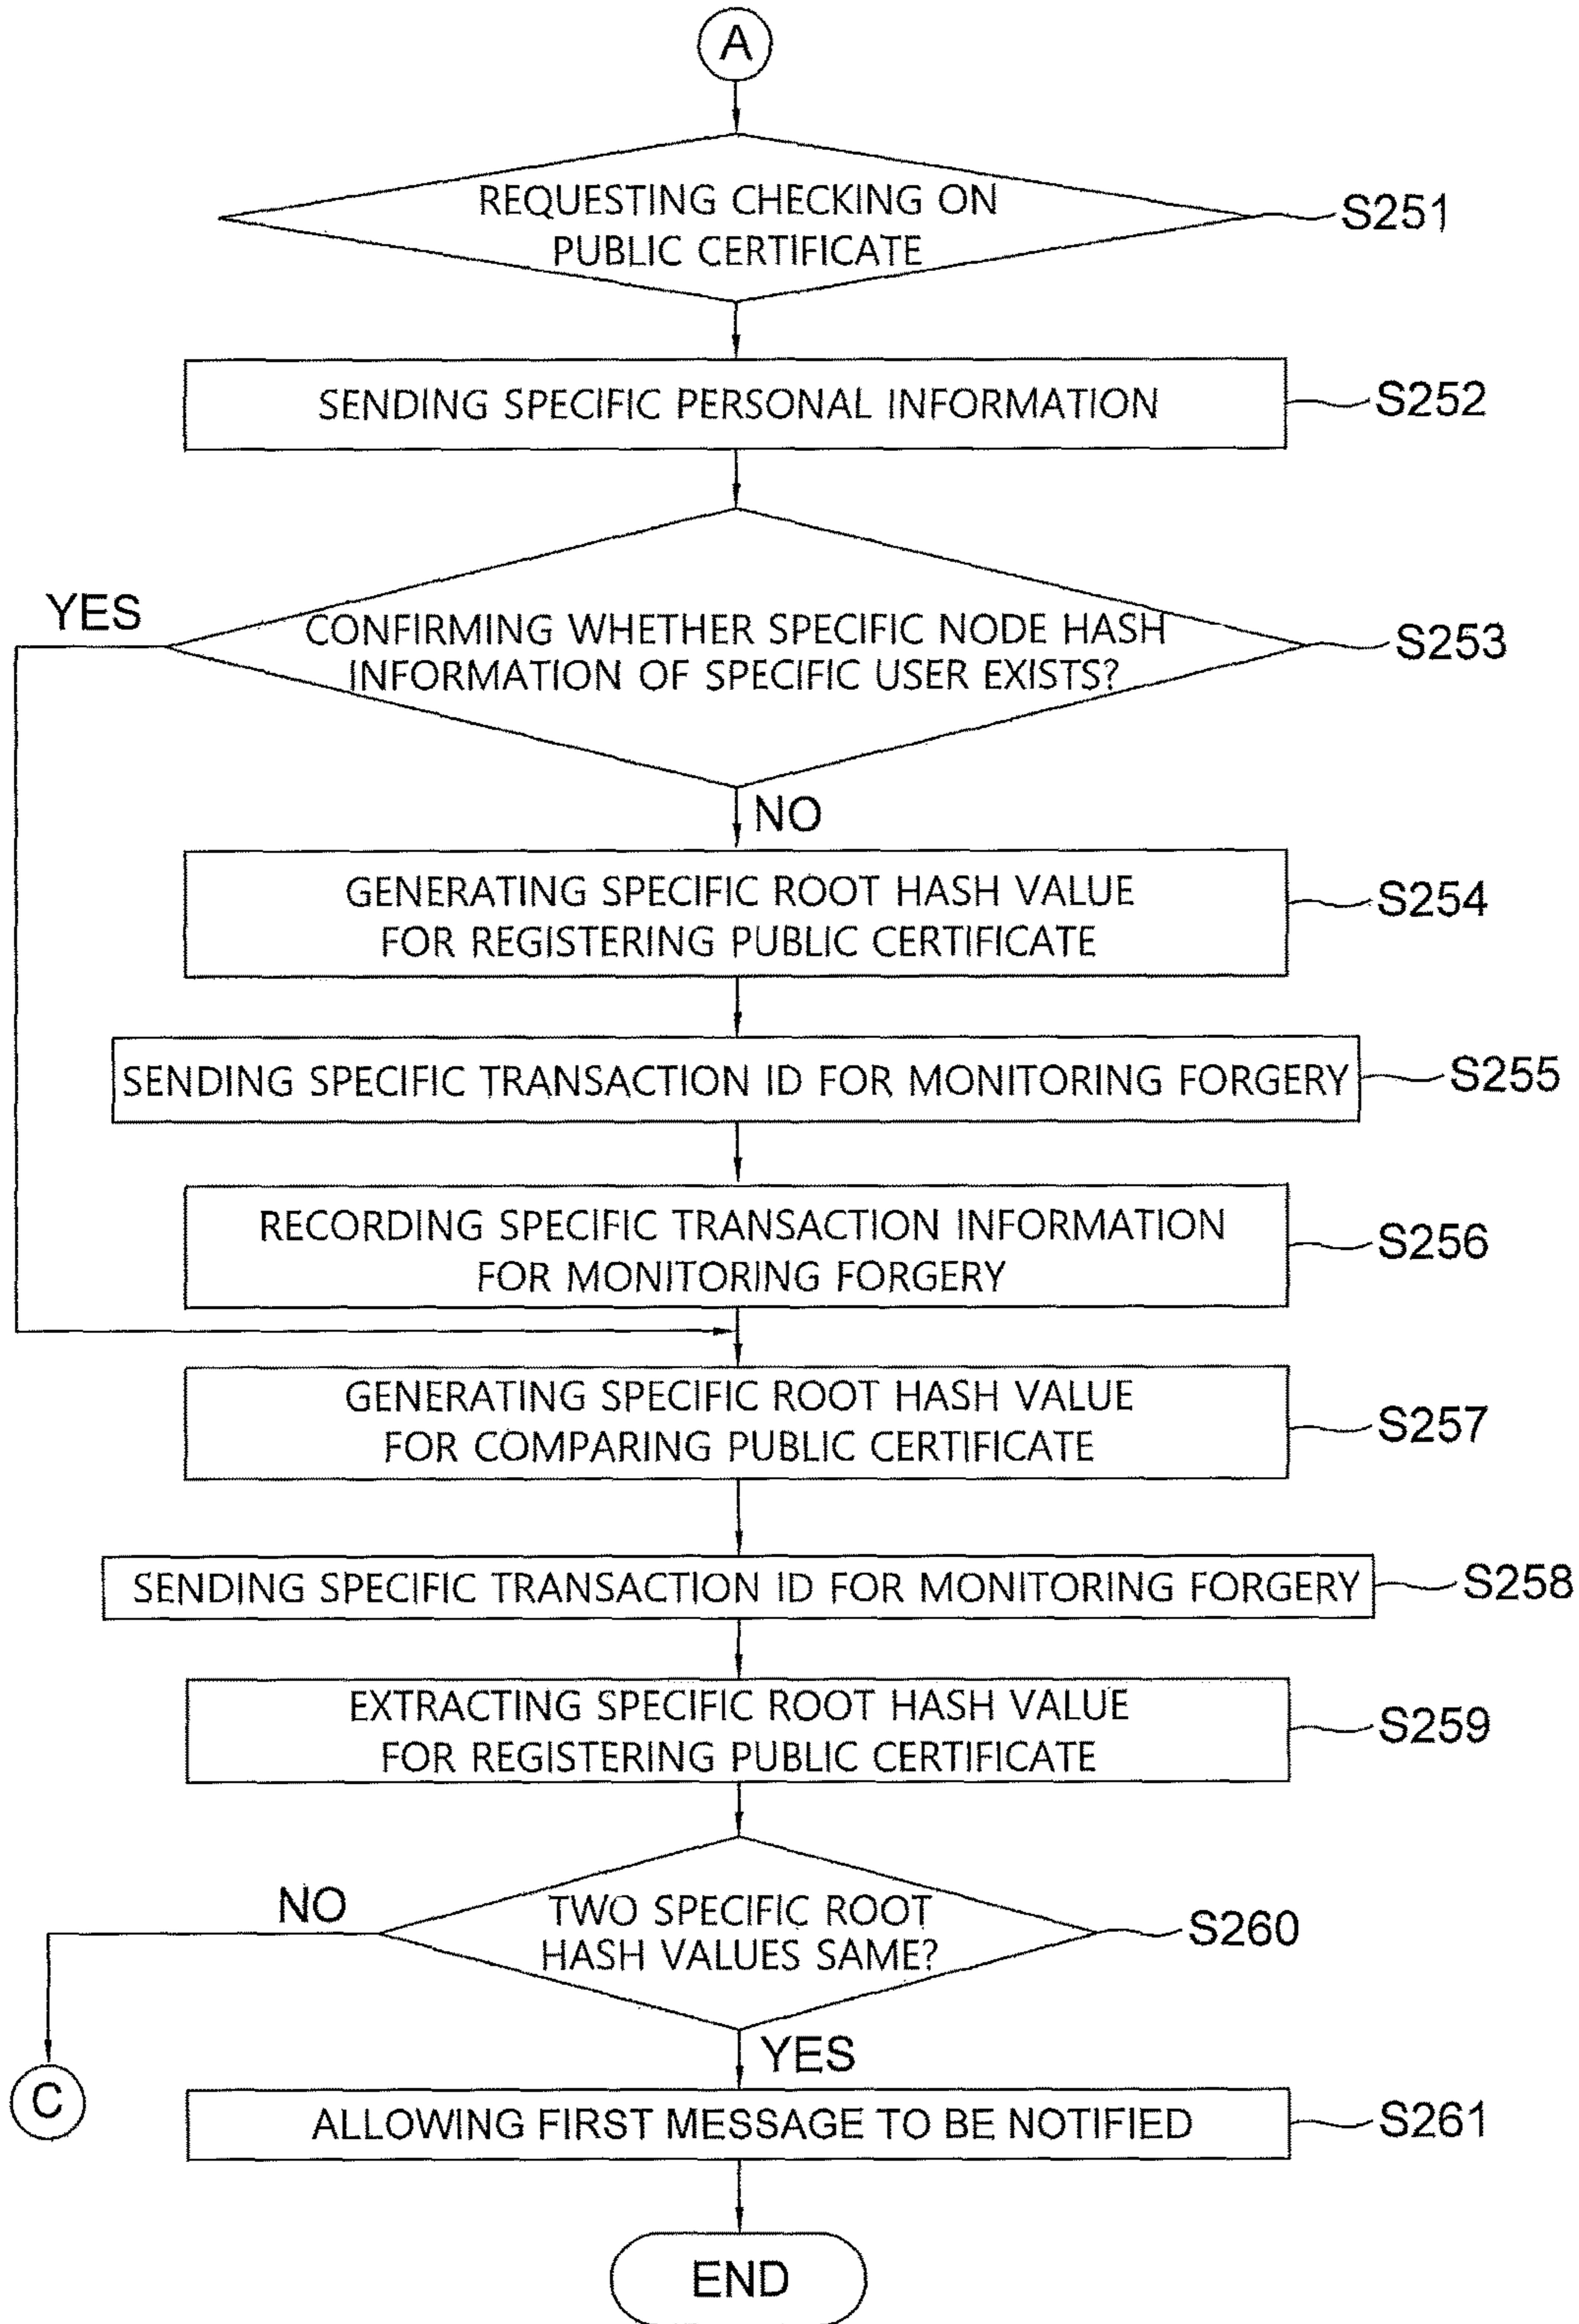 A
REQUESTING CHECKING ON
PUBLIC CERTIFICATE
S251
SENDING SPECIFIC PERSONAL INFORMATION
S252
YES
CONFIRMING WHETHER SPECIFIC NODE HASH
INFORMATION OF SPECIFIC USER EXISTS?
S253
NO
GENERATING SPECIFIC ROOT HASH VALUE
FOR REGISTERING PUBLIC CERTIFICATE
S254
SENDING SPECIFIC TRANSACTION ID FOR MONITORING FORGERY
S255
RECORDING SPECIFIC TRANSACTION INFORMATION
FOR MONITORING FORGERY
S256
GENERATING SPECIFIC ROOT HASH VALUE
FOR COMPARING PUBLIC CERTIFICATE
S257
SENDING SPECIFIC TRANSACTION ID FOR MONITORING FORGERY
S258
EXTRACTING SPECIFIC ROOT HASH VALUE
FOR REGISTERING PUBLIC CERTIFICATE
S259
NO
TWO SPECIFIC ROOT
HASH VALUES SAME?
S260
YES
C
ALLOWING FIRST MESSAGE TO BE NOTIFIED
S261
END